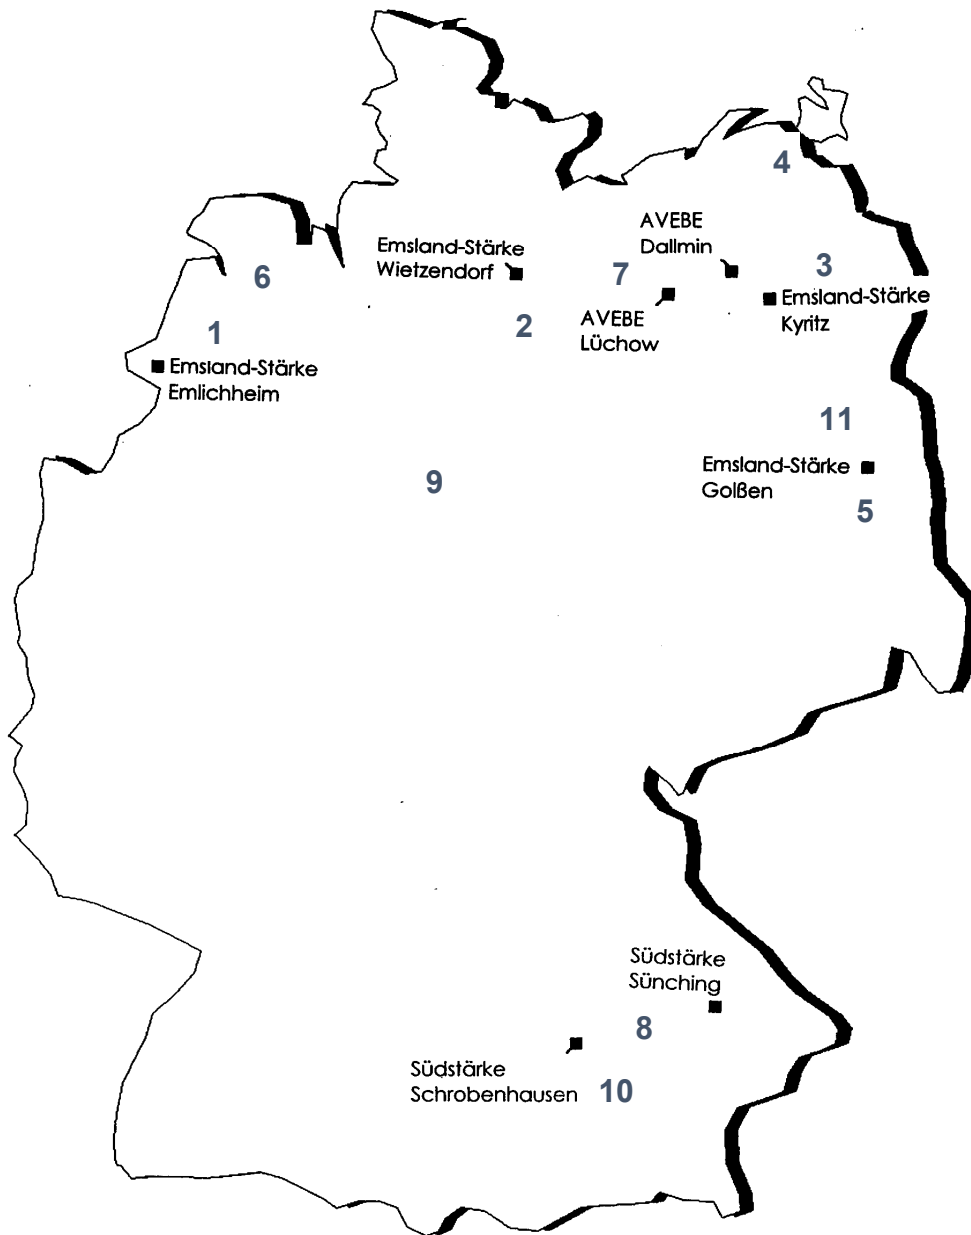 4
AVEBE
Dallmin
Emsland-Stärke
Wietzendorf
6
7
3
Emsland-Stärke
Kyritz
AVEBE
Lüchow
2
1
Emsland-Stärke
Emlichheim
11
Emsland-Stärke
Golßen
9
5
Südstärke
Sünching
8
Südstärke
Schrobenhausen
10